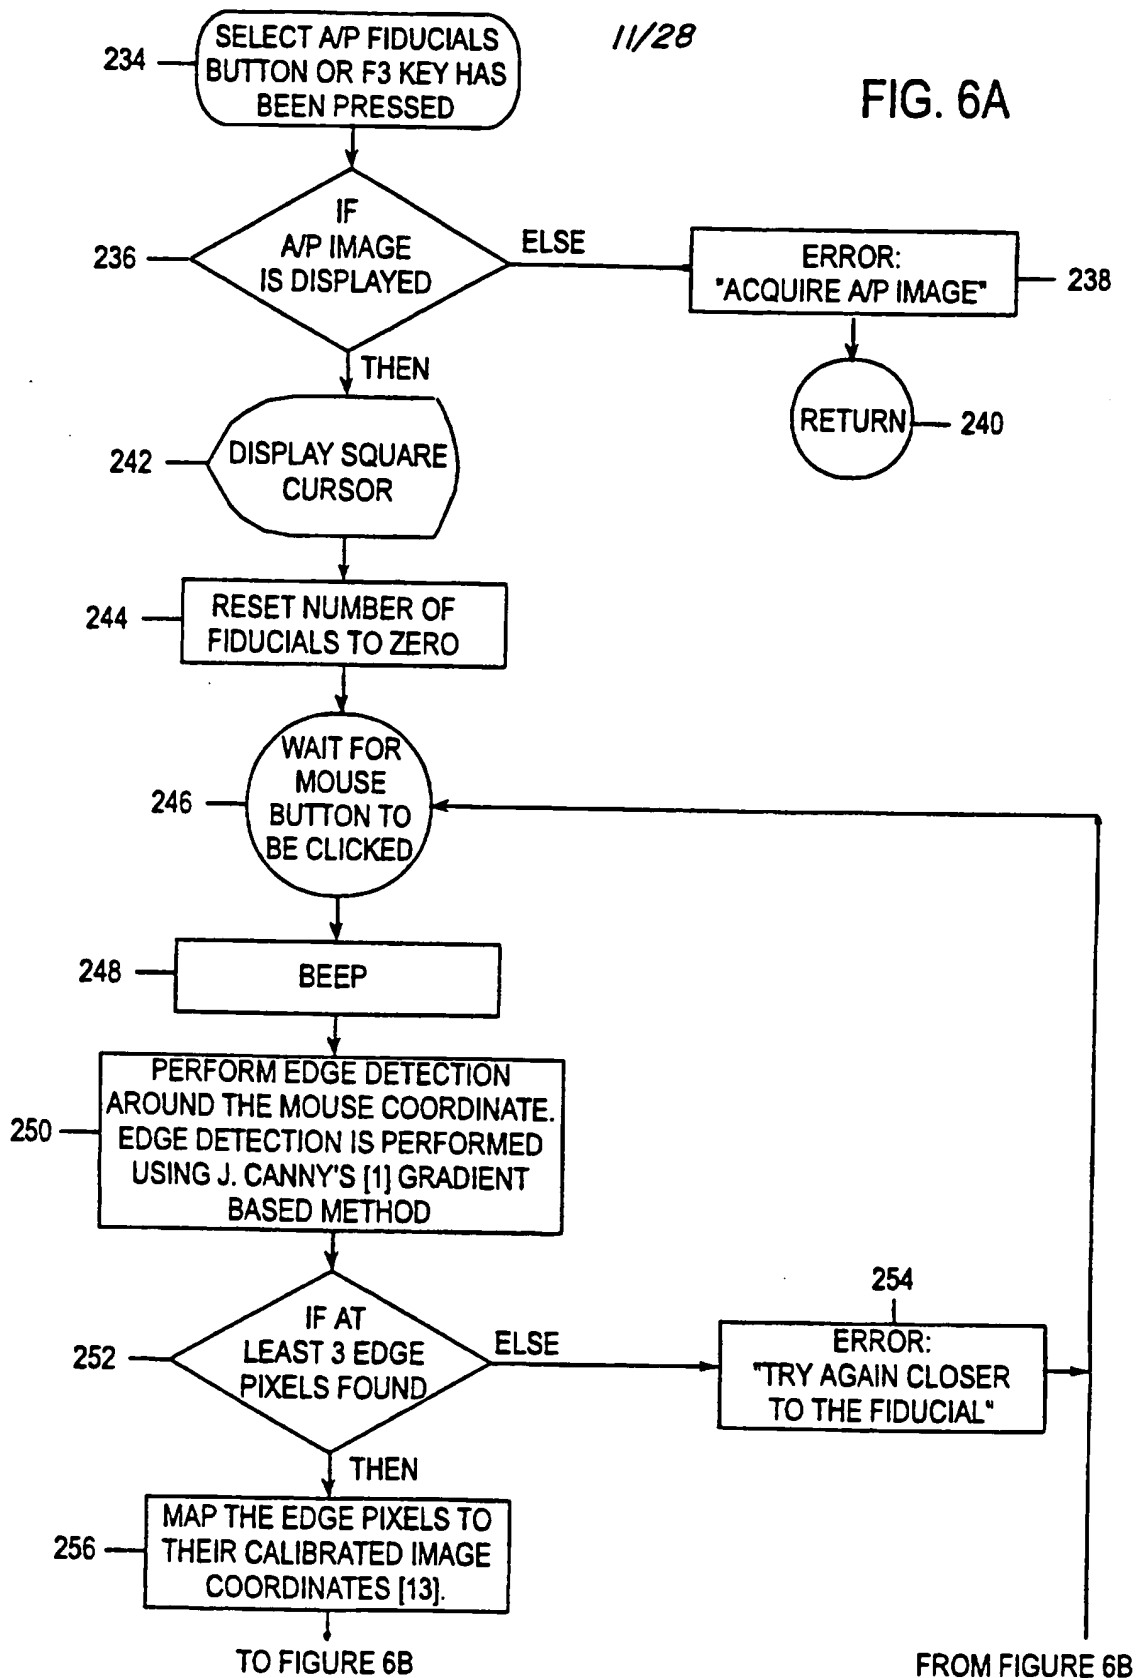 11/28
FIG. 6A
234
SELECT A/P FIDUCIALS
BUTTON OR F3 KEY HAS
BEEN PRESSED
236
IF
A/P IMAGE
IS DISPLAYED
ELSE
ERROR:
"ACQUIRE A/P IMAGE"
238
THEN
RETURN
240
242
DISPLAY SQUARE
CURSOR
244
RESET NUMBER OF
FIDUCIALS TO ZERO
246
WAIT FOR
MOUSE
BUTTON TO
BE CLICKED
248
BEEP
250
PERFORM EDGE DETECTION
AROUND THE MOUSE COORDINATE.
EDGE DETECTION IS PERFORMED
USING J. CANNY'S [1] GRADIENT
BASED METHOD
252
IF AT
LEAST 3 EDGE
PIXELS FOUND
ELSE
254
ERROR:
"TRY AGAIN CLOSER
TO THE FIDUCIAL"
THEN
256
MAP THE EDGE PIXELS TO
THEIR CALIBRATED IMAGE
COORDINATES [13].
TO FIGURE 6B
FROM FIGURE 6B